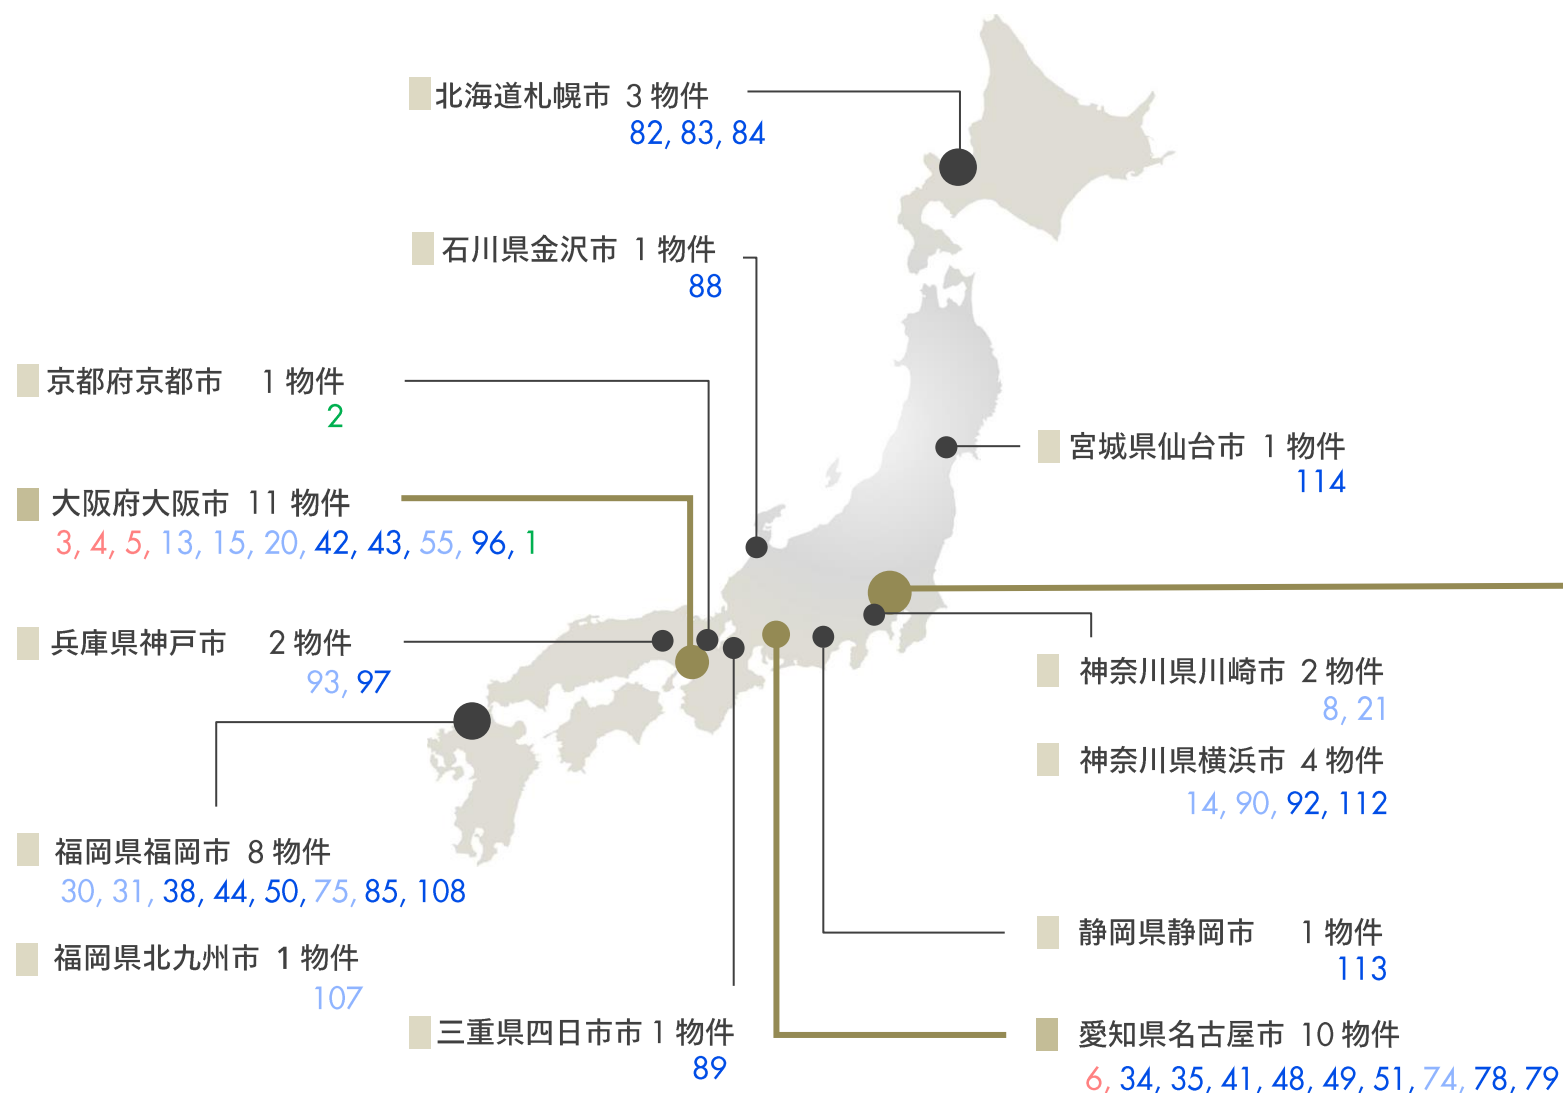 北海道札幌市 3 物件
82, 83, 84
石川県金沢市 1 物件
88
京都府京都市 1 物件
2
宮城県仙台市 1 物件
114
大阪府大阪市 11 物件
3, 4, 5, 13, 15, 20, 42, 43, 55, 96, 1
兵庫県神戸市 2 物件
93, 97
神奈川県川崎市 2 物件
8, 21
神奈川県横浜市 4 物件
14, 90, 92, 112
福岡県福岡市 8 物件
30, 31, 38, 44, 50, 75, 85, 108
福岡県北九州市 1 物件
107
静岡県静岡市 1 物件
113
三重県四日市市 1 物件
89
愛知県名古屋市 10 物件
6, 34, 35, 41, 48, 49, 51, 74, 78, 79